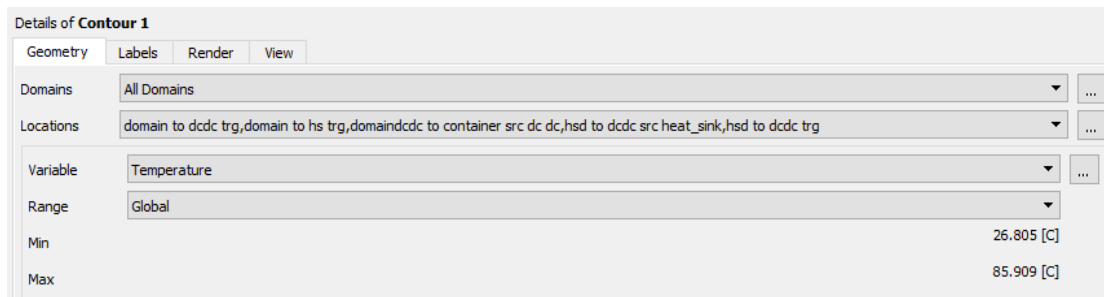 Details of Contour 1
Geometry Labels Render View
Domains All Domains ...
Locations domain to dcdc trg,domain to hs trg,domaindcdc to container src dc dc,hsd to dcdc src heat_sink,hsd to dcdc trg ...
Variable Temperature ...
Range Global
Min 26.805 [C]
Max 85.909 [C]